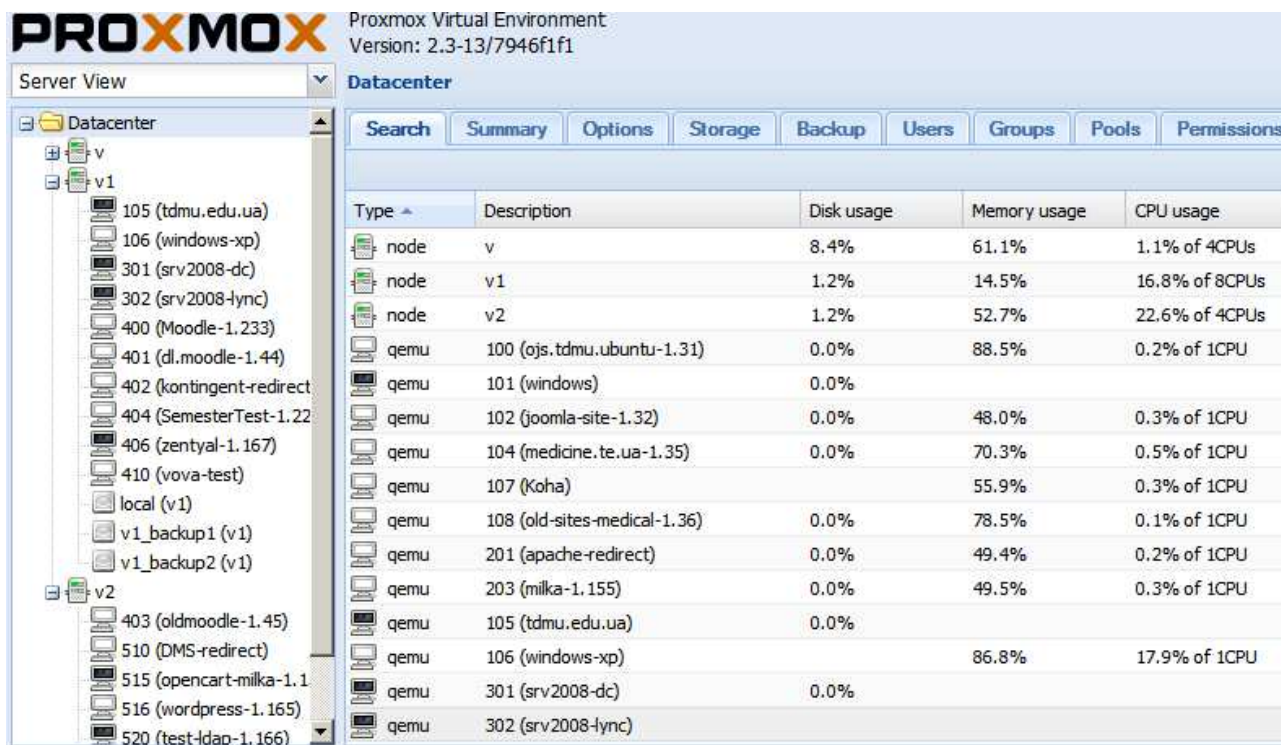 PROXMOX
Proxmox Virtual Environment
Version: 2.3-13/7946f1f1
Server View
Datacenter
v
v1
105 (tdmu.edu.ua)
106 (windows-xp)
301 (srv2008-dc)
302 (srv2008-lync)
400 (Moodle-1.233)
401 (dl.moodle-1.44)
402 (kontingent-redirect
404 (SemesterTest-1.22
406 (zentyal-1.167)
410 (vova-test)
local (v1)
v1_backup1 (v1)
v1_backup2 (v1)
v2
403 (oldmoodle-1.45)
510 (DMS-redirect)
515 (opencart-milka-1.1
516 (wordpress-1.165)
520 (test-ldap-1.166)
Datacenter
Search Summary Options Storage Backup Users Groups Pools Permissions
Type Description Disk usage Memory usage CPU usage
node v 8.4% 61.1% 1.1% of 4CPUs
node v1 1.2% 14.5% 16.8% of 8CPUs
node v2 1.2% 52.7% 22.6% of 4CPUs
qemu 100 (ojs.tdmu.ubuntu-1.31) 0.0% 88.5% 0.2% of 1CPU
qemu 101 (windows) 0.0%
qemu 102 (joomla-site-1.32) 0.0% 48.0% 0.3% of 1CPU
qemu 104 (medicine.te.ua-1.35) 0.0% 70.3% 0.5% of 1CPU
qemu 107 (Koha) 55.9% 0.3% of 1CPU
qemu 108 (old-sites-medical-1.36) 0.0% 78.5% 0.1% of 1CPU
qemu 201 (apache-redirect) 0.0% 49.4% 0.2% of 1CPU
qemu 203 (milka-1.155) 0.0% 49.5% 0.3% of 1CPU
qemu 105 (tdmu.edu.ua) 0.0%
qemu 106 (windows-xp) 86.8% 17.9% of 1CPU
qemu 301 (srv2008-dc) 0.0%
qemu 302 (srv2008-lync)